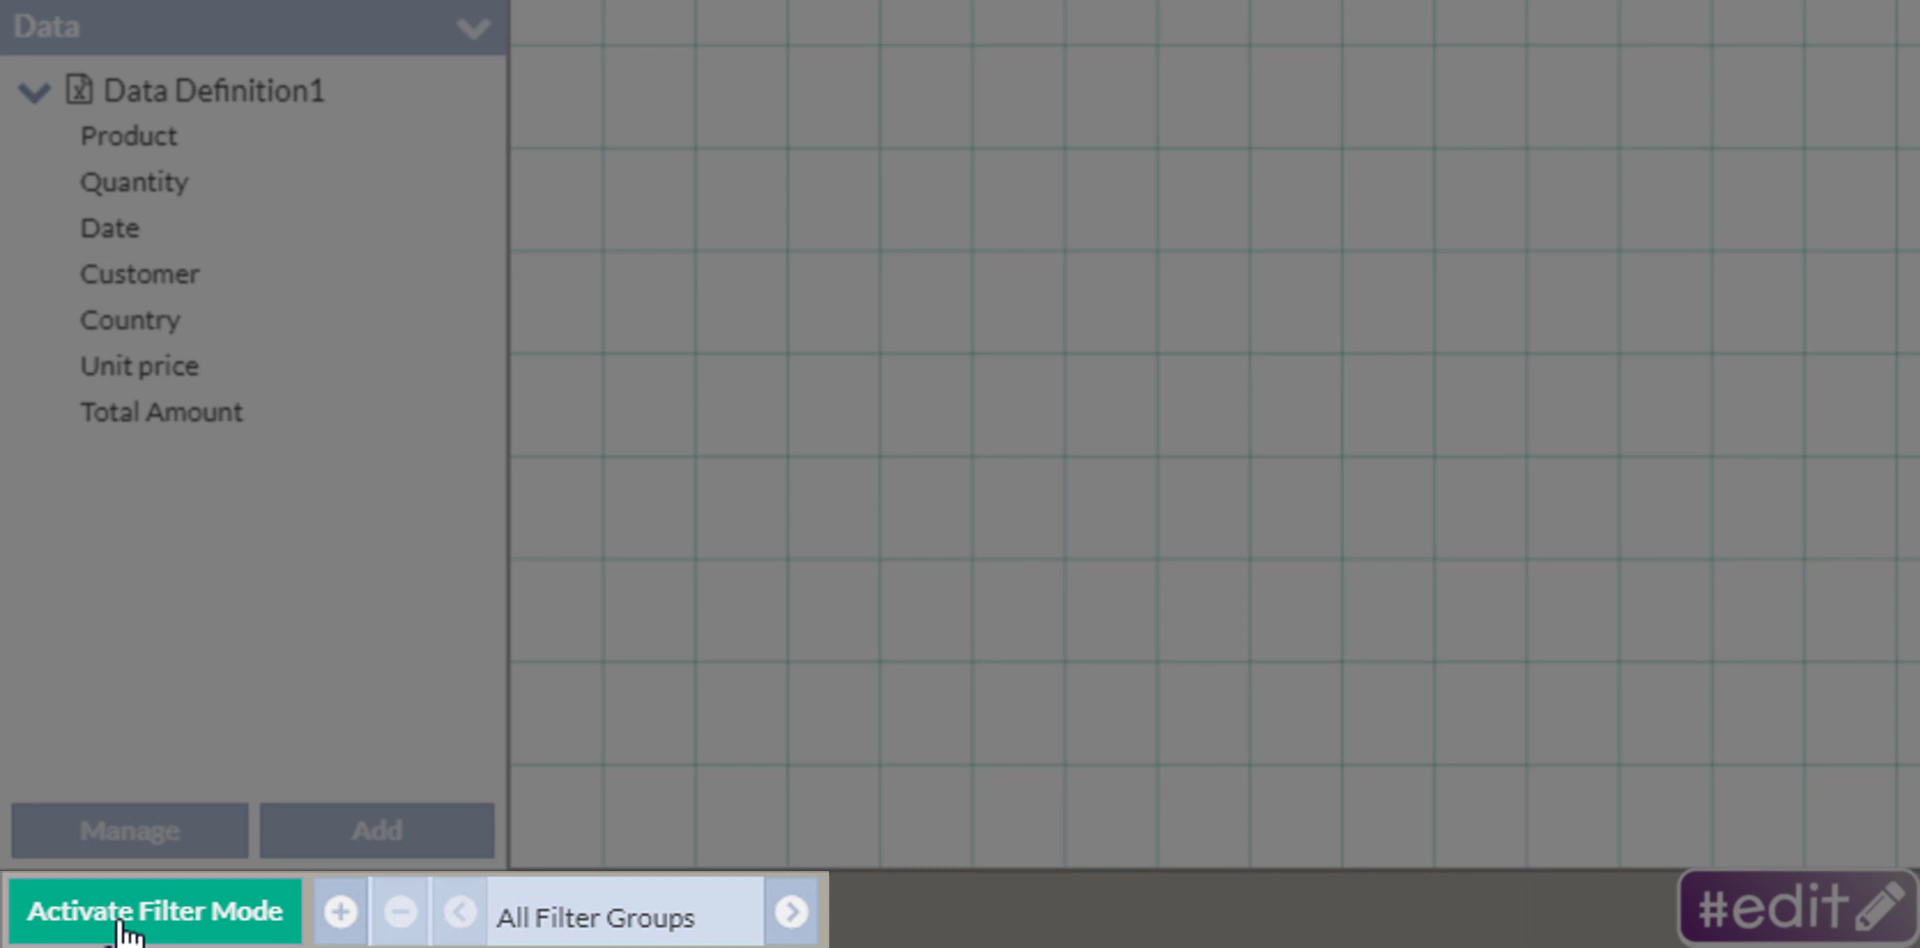 Data
Data Definition1
Product
Quantity
Date
Customer
Country
Unit price
Total Amount
Manage
Add
Activate Filter Mode
All Filter Groups
#edit